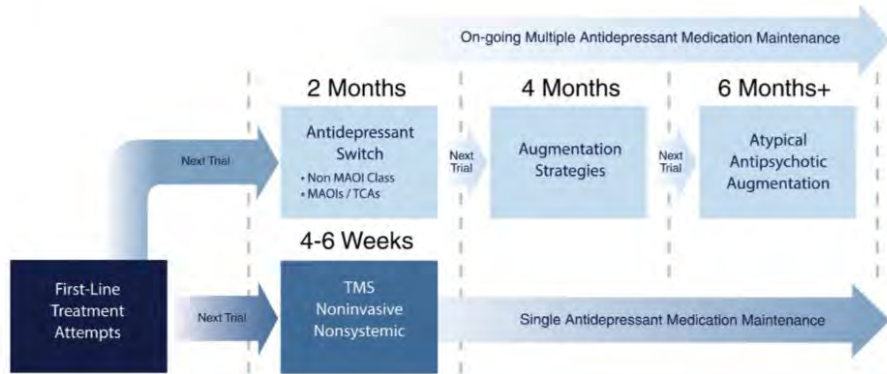 On-going Multiple Antidepressant Medication Maintenance
2 Months
4 Months
6 Months+
Antidepressant
Switch
• Non MAOI Class
• MAOIs / TCAs
Next Trial
Next
Trial
Augmentation
Strategies
Next
Trial
Atypical
Antipsychotic
Augmentation
4-6 Weeks
First-Line
Treatment
Attempts
Next Trial
TMS
Noninvasive
Nonsystemic
Single Antidepressant Medication Maintenance